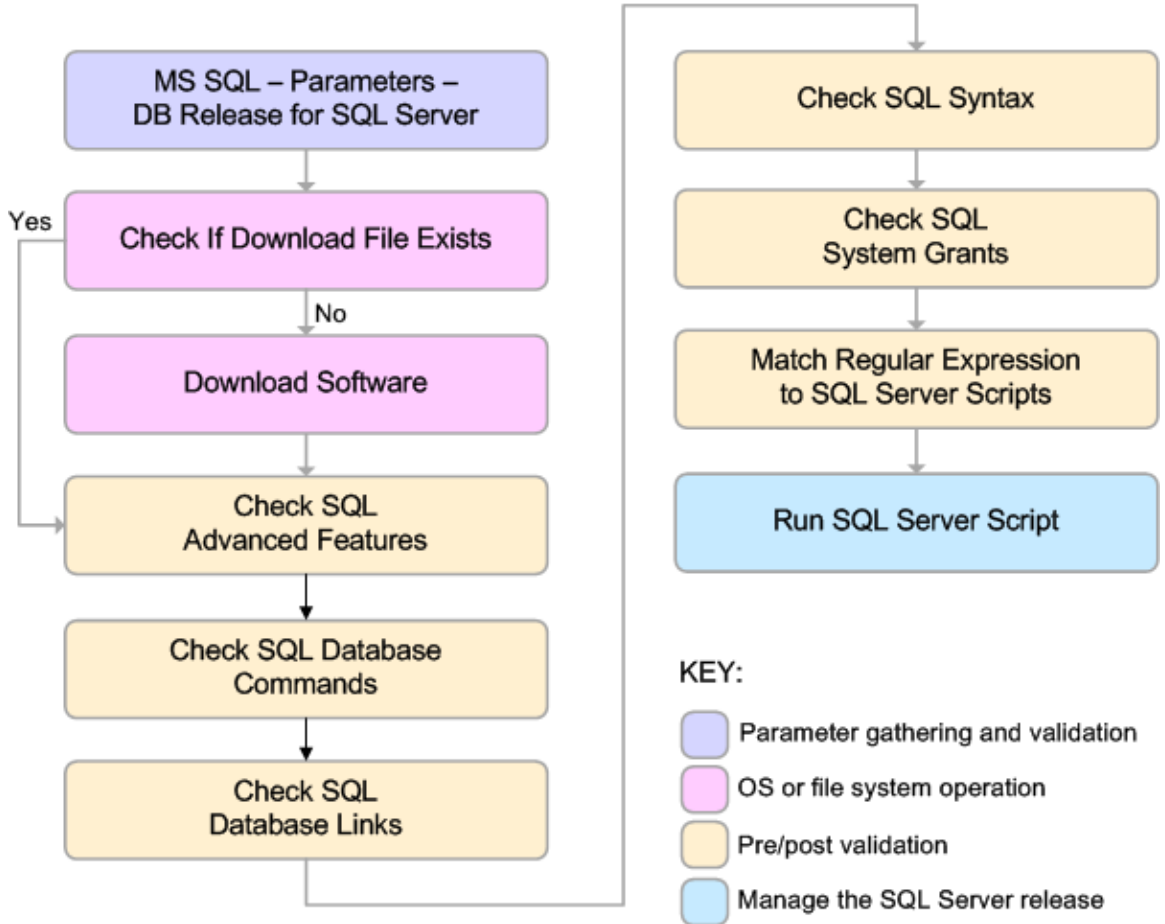 MS SQL – Parameters –
DB Release for SQL Server
Yes
Check If Download File Exists
No
Download Software
Check SQL
Advanced Features
Check SQL Database
Commands
Check SQL
Database Links
Check SQL Syntax
Check SQL
System Grants
Match Regular Expression
to SQL Server Scripts
Run SQL Server Script
KEY:
Parameter gathering and validation
OS or file system operation
Pre/post validation
Manage the SQL Server release